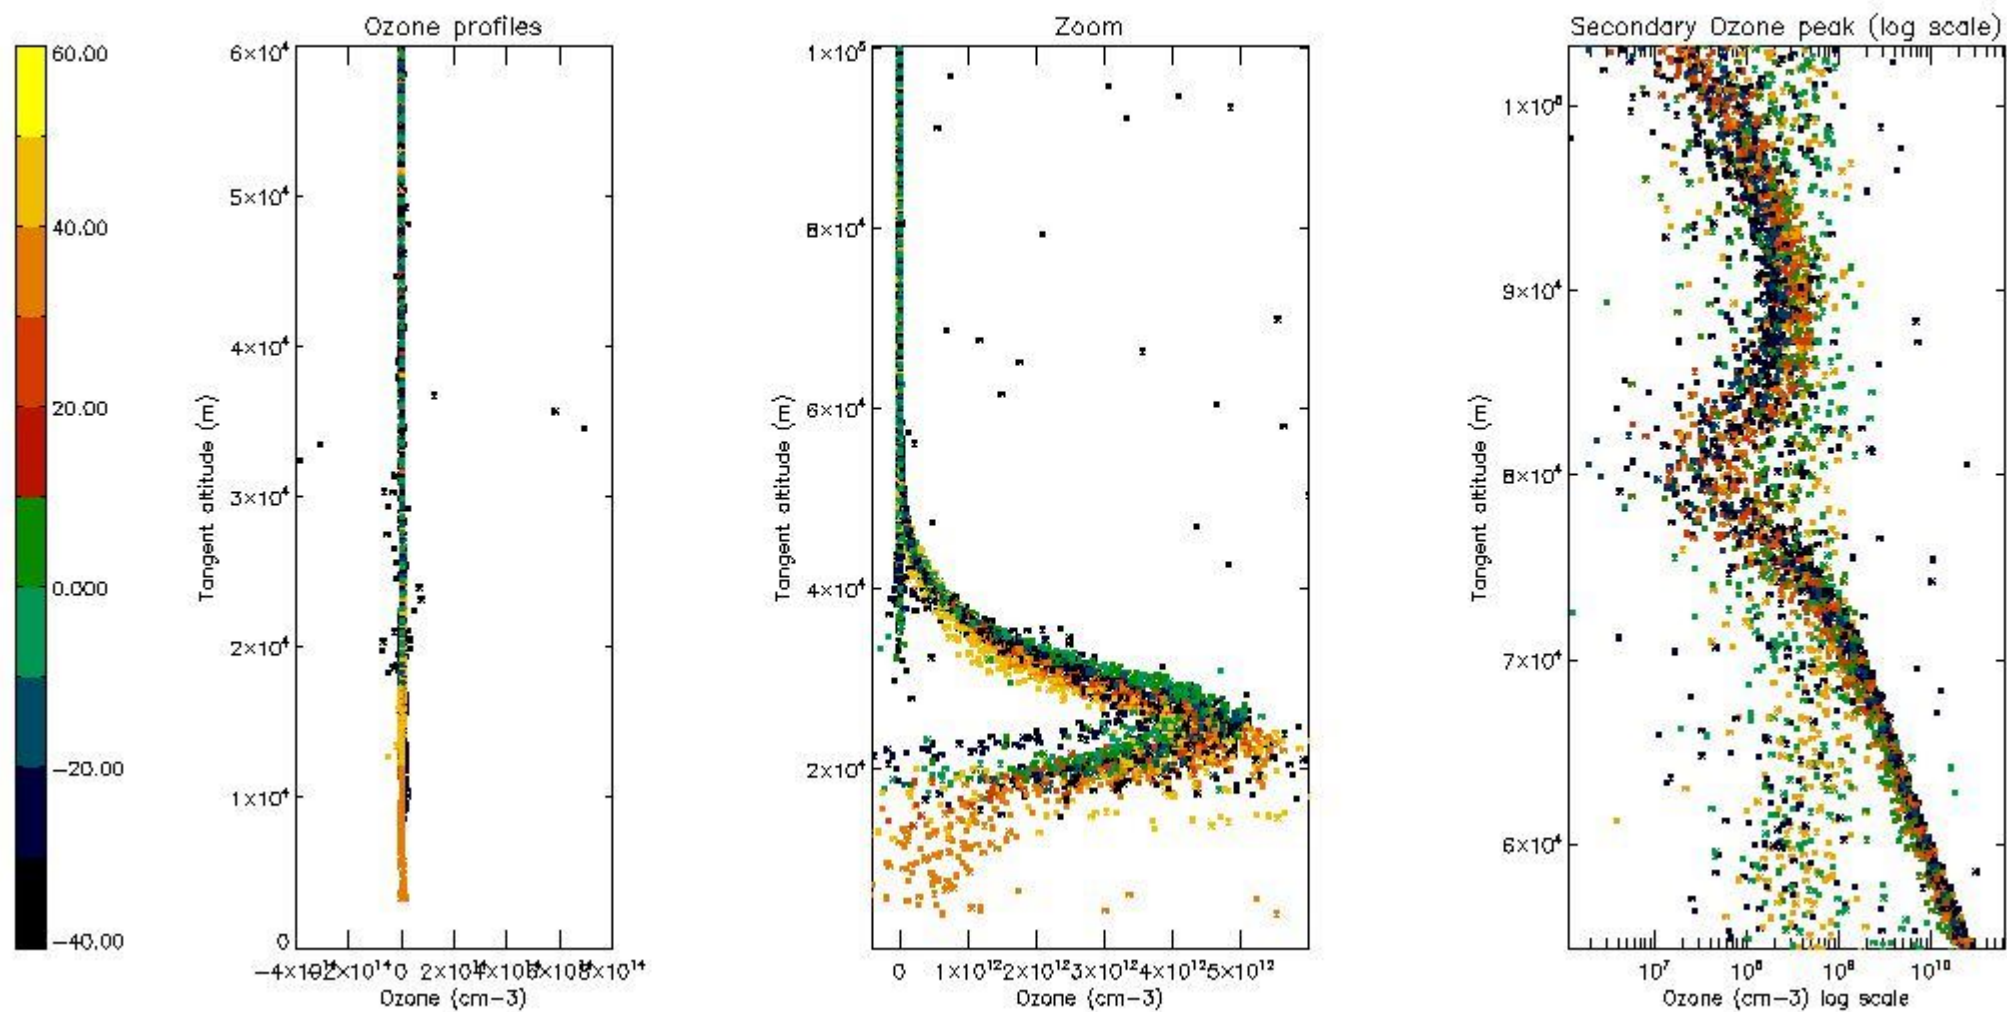 Ozone profiles
Zoom
Secondary Ozone peak (log scale)
60.00
40.00
20.00
0.000
−20.00
−40.00
6×10⁴
5×10⁴
4×10⁴
3×10⁴
2×10⁴
1×10⁴
0
Tangent altitude (m)
0
Ozone (cm−3)
1×10⁵
8×10⁴
6×10⁴
4×10⁴
2×10⁴
Tangent altitude (m)
0 1×10¹² 2×10¹² 3×10¹² 4×10¹² 5×10¹²
Ozone (cm−3)
9×10⁴
8×10⁴
7×10⁴
6×10⁴
Tangent altitude (m)
10⁷ 10¹⁰
Ozone (cm−3) log scale